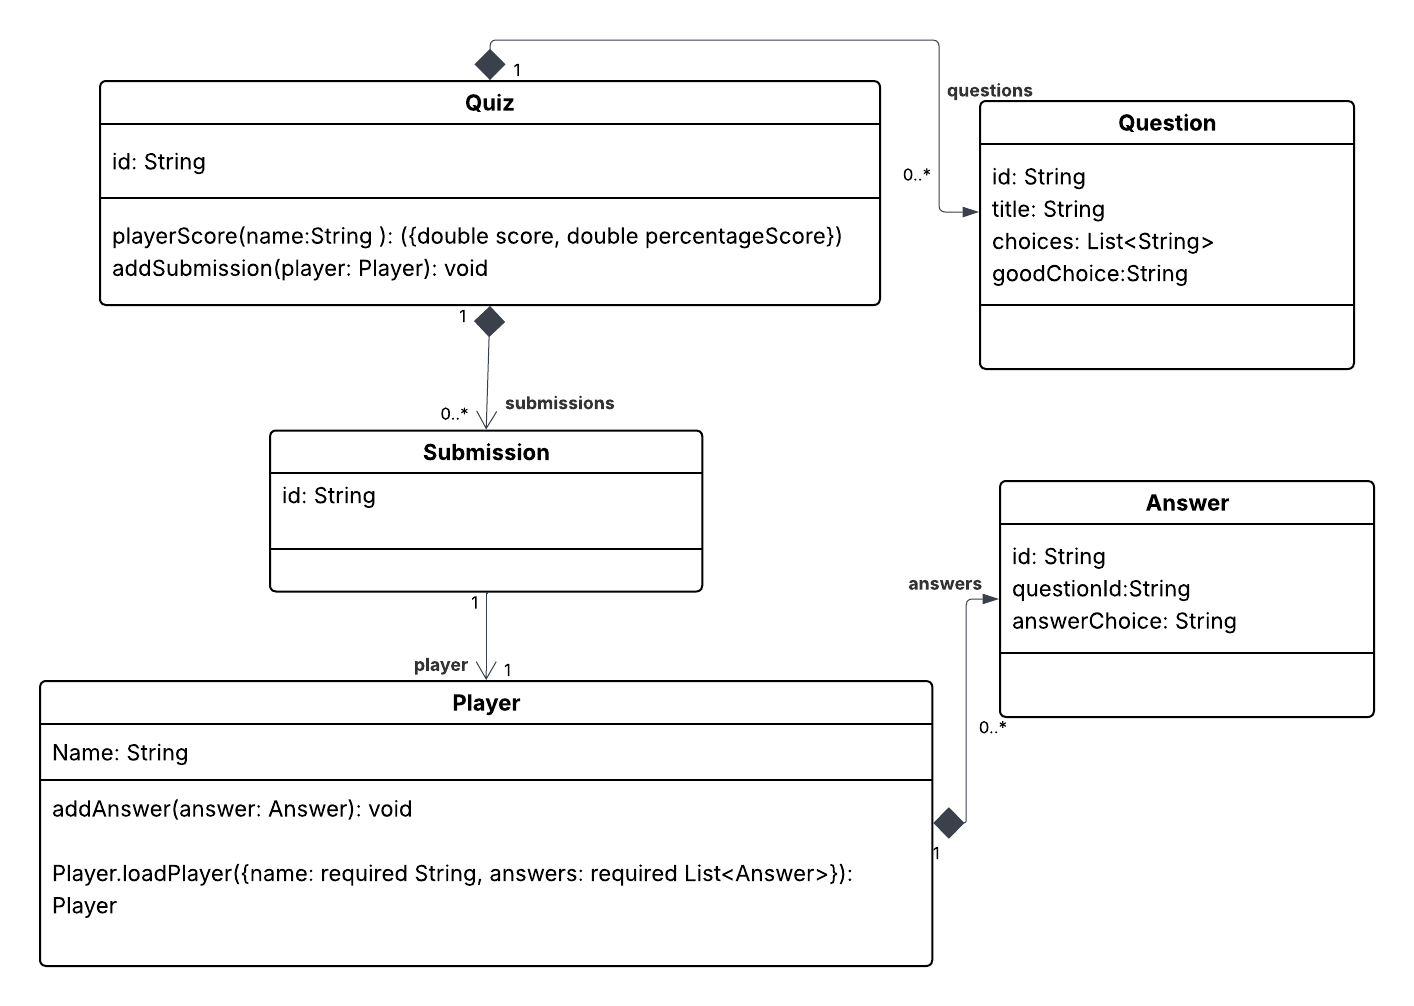 1
Quiz
id: String
playerScore(name:String ): ({double score, double percentageScore})
addSubmission(player: Player): void
questions
0..*
Question
id: String
title: String
choices: List<String>
goodChoice:String
1
0..*
submissions
Submission
id: String
1
player
1
Player
Name: String
addAnswer(answer: Answer): void
Player.loadPlayer({name: required String, answers: required List<Answer>}):
Player
1
answers
0..*
Answer
id: String
questionId:String
answerChoice: String